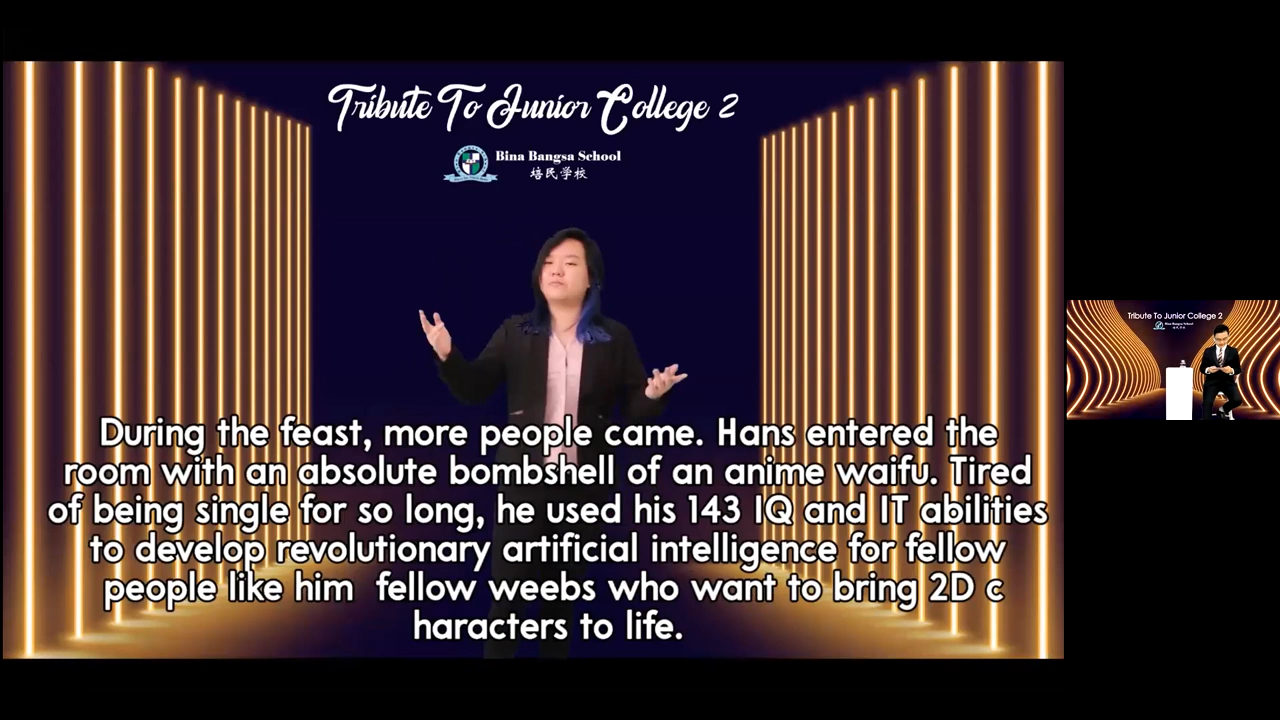 Tribute To Junior College 2
Bina Bangsa School
培民学校
During the feast, more people came. Hans entered the
room with an absolute bombshell of an anime waifu. Tired
of being single for so long, he used his 143 IQ and IT abilities
to develop revolutionary artificial intelligence for fellow
people like him  fellow weebs who want to bring 2D c
haracters to life.
Tribute To Junior College 2
Bina Bangsa School